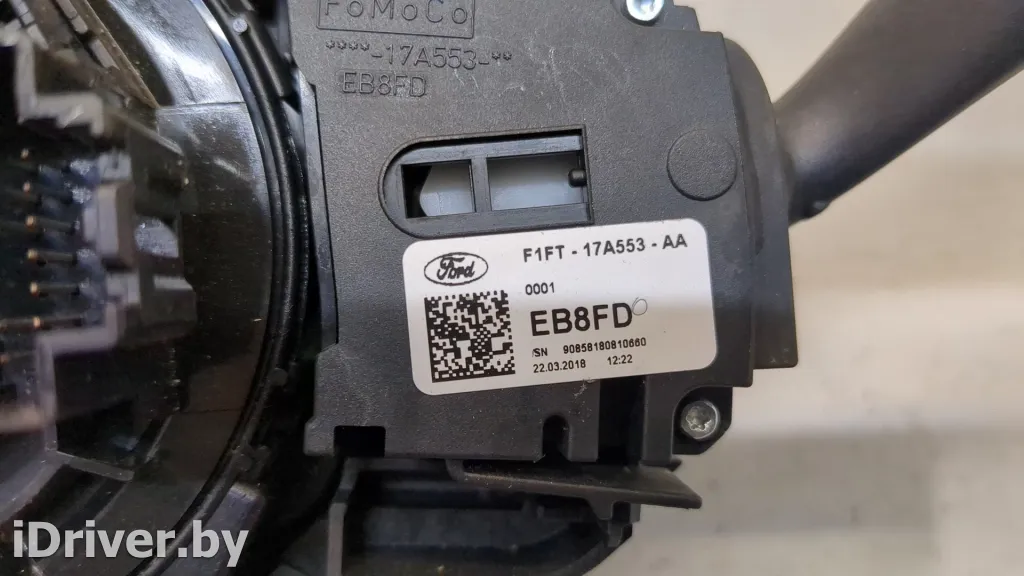 FoMoCo
****-17A553-**
EB8FD
Ford
F1FT - 17A553 - AA
0001
EB8FD
SN 90858180810660
22.03.2018 12:22
iDriver.by